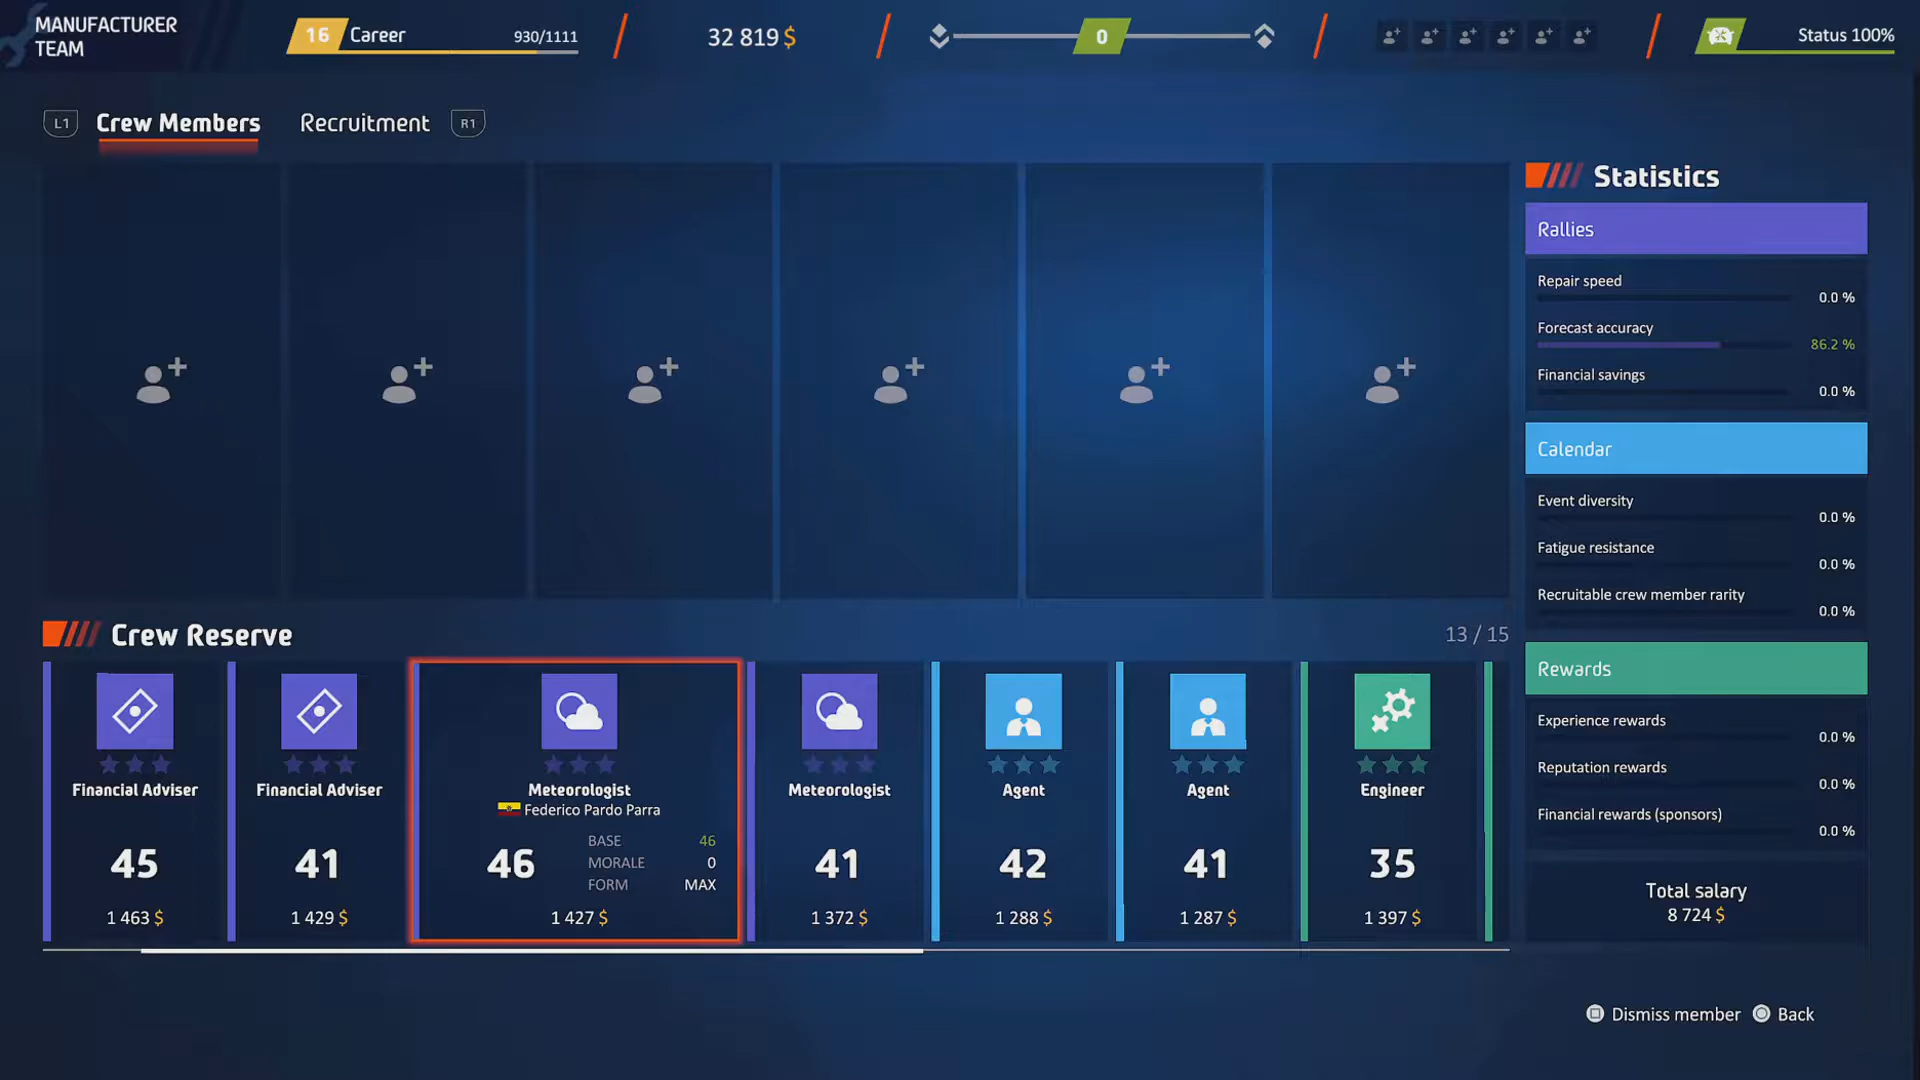 MANUFACTURER
TEAM
16 Career 930/1111
32 819 $
0
Status 100%
L1 Crew Members Recruitment R1
Statistics
Rallies
Repair speed
0.0 %
Forecast accuracy
86.2 %
Financial savings
0.0 %
Calendar
Event diversity
0.0 %
Fatigue resistance
0.0 %
Recruitable crew member rarity
0.0 %
Rewards
Experience rewards
0.0 %
Reputation rewards
0.0 %
Financial rewards (sponsors)
0.0 %
Total salary
8 724 $
Crew Reserve 13 / 15
Financial Adviser
45
1 463 $
Financial Adviser
41
1 429 $
Meteorologist
Federico Pardo Parra
46
BASE 46
MORALE 0
FORM MAX
1 427 $
Meteorologist
41
1 372 $
Agent
42
1 288 $
Agent
41
1 287 $
Engineer
35
1 397 $
Dismiss member Back